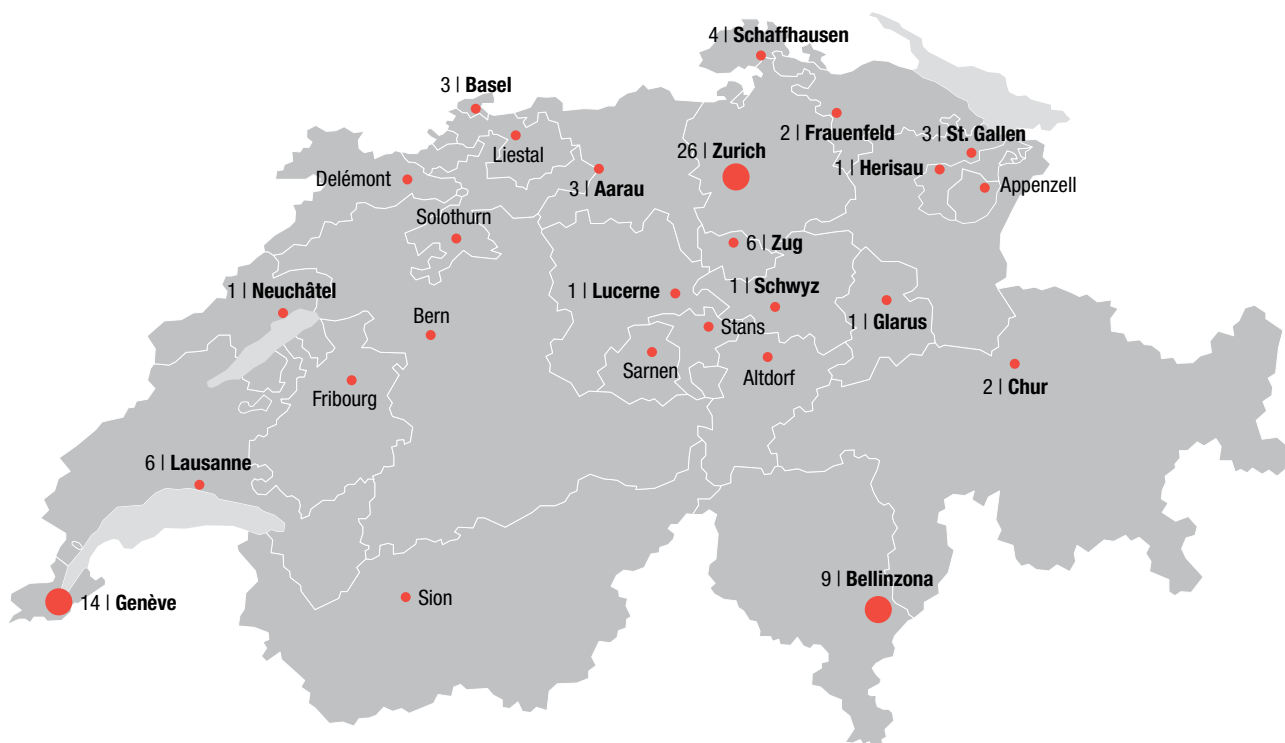 4 | Schaffhausen
3 | Basel
2 | Frauenfeld
3 | St. Gallen
Liestal
26 | Zurich
1 | Herisau
Delémont
3 | Aarau
Appenzell
Solothurn
6 | Zug
1 | Neuchâtel
1 | Lucerne
1 | Schwyz
Bern
Stans
1 | Glarus
Sarnen
Altdorf
Fribourg
2 | Chur
6 | Lausanne
9 | Bellinzona
14 | Genève
Sion